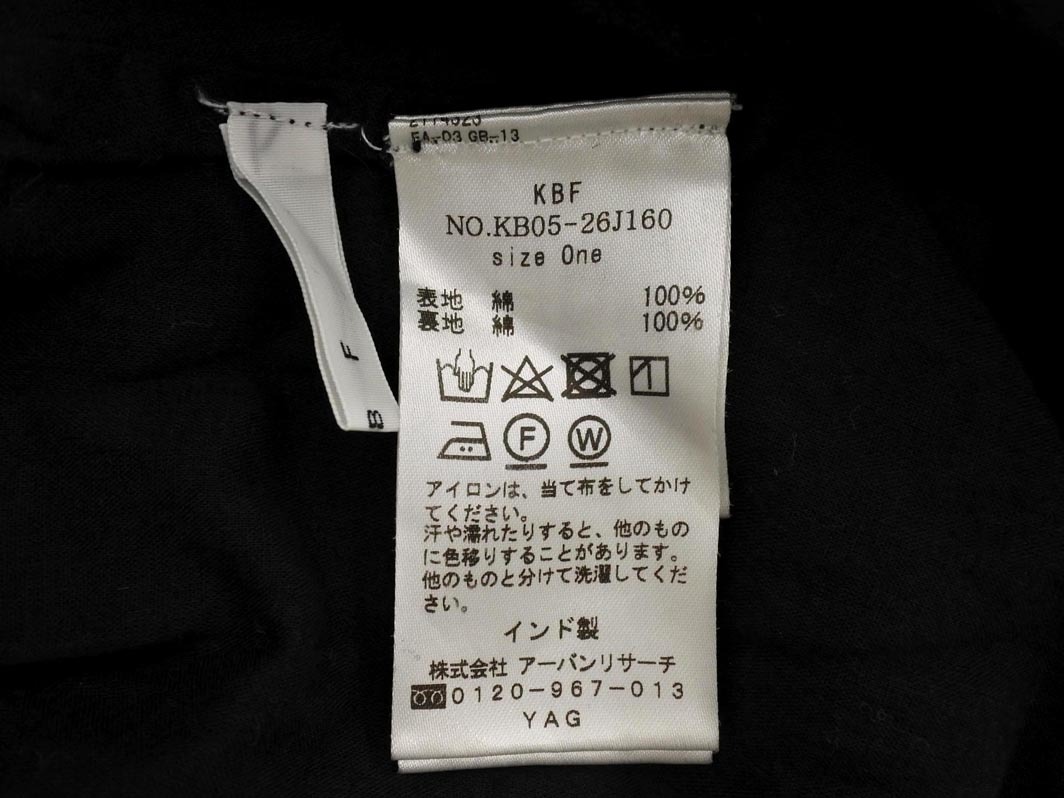 EA-03 GB-13
KBF
NO.KB05-26J160
size One
表地 綿 100%
裏地 綿 100%
F
W
アイロンは、当て布をしてかけ
てください。
汗や濡れたりすると、他のもの
に色移りすることがあります。
他のものと分けて洗濯してくだ
さい。
インド製
株式会社 アーバンリサーチ
0120-967-013
YAG
F
B